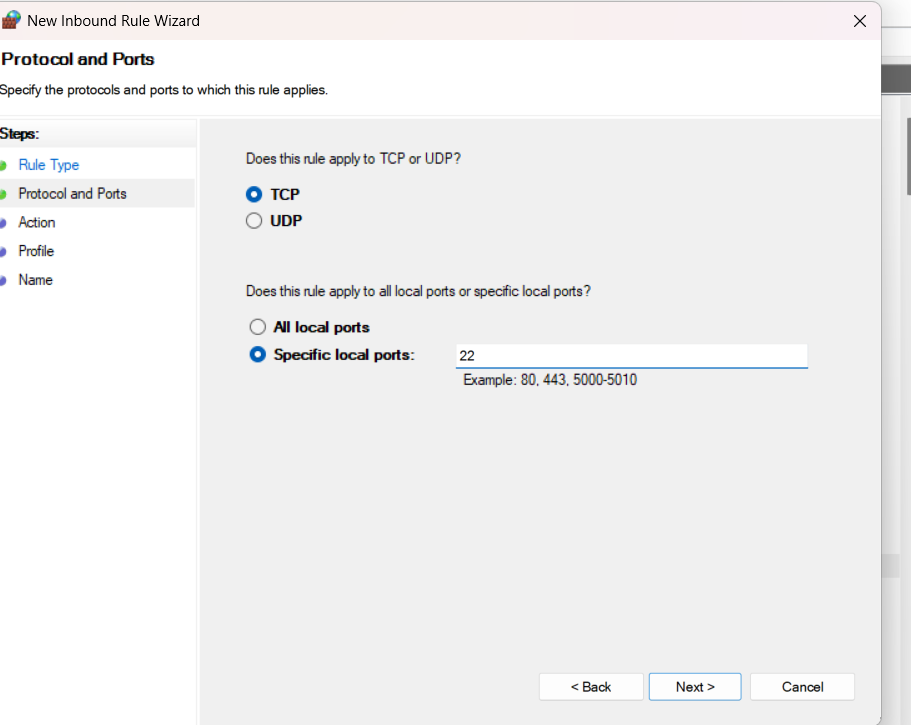 New Inbound Rule Wizard
Protocol and Ports
Specify the protocols and ports to which this rule applies.
Steps:
Rule Type
Protocol and Ports
Action
Profile
Name
Does this rule apply to TCP or UDP?
TCP
UDP
Does this rule apply to all local ports or specific local ports?
All local ports
Specific local ports:
22
Example: 80, 443, 5000-5010
< Back
Next >
Cancel